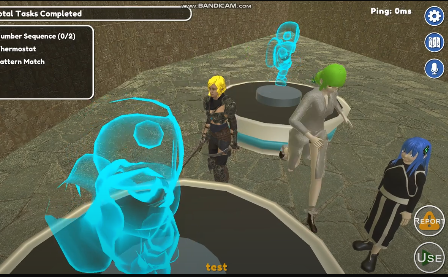 WWW.BANDICAM.COM
otal Tasks Completed
Ping: 0ms
umber Sequence (0/2)
hermostat
attern Match
REPORT
USE
test